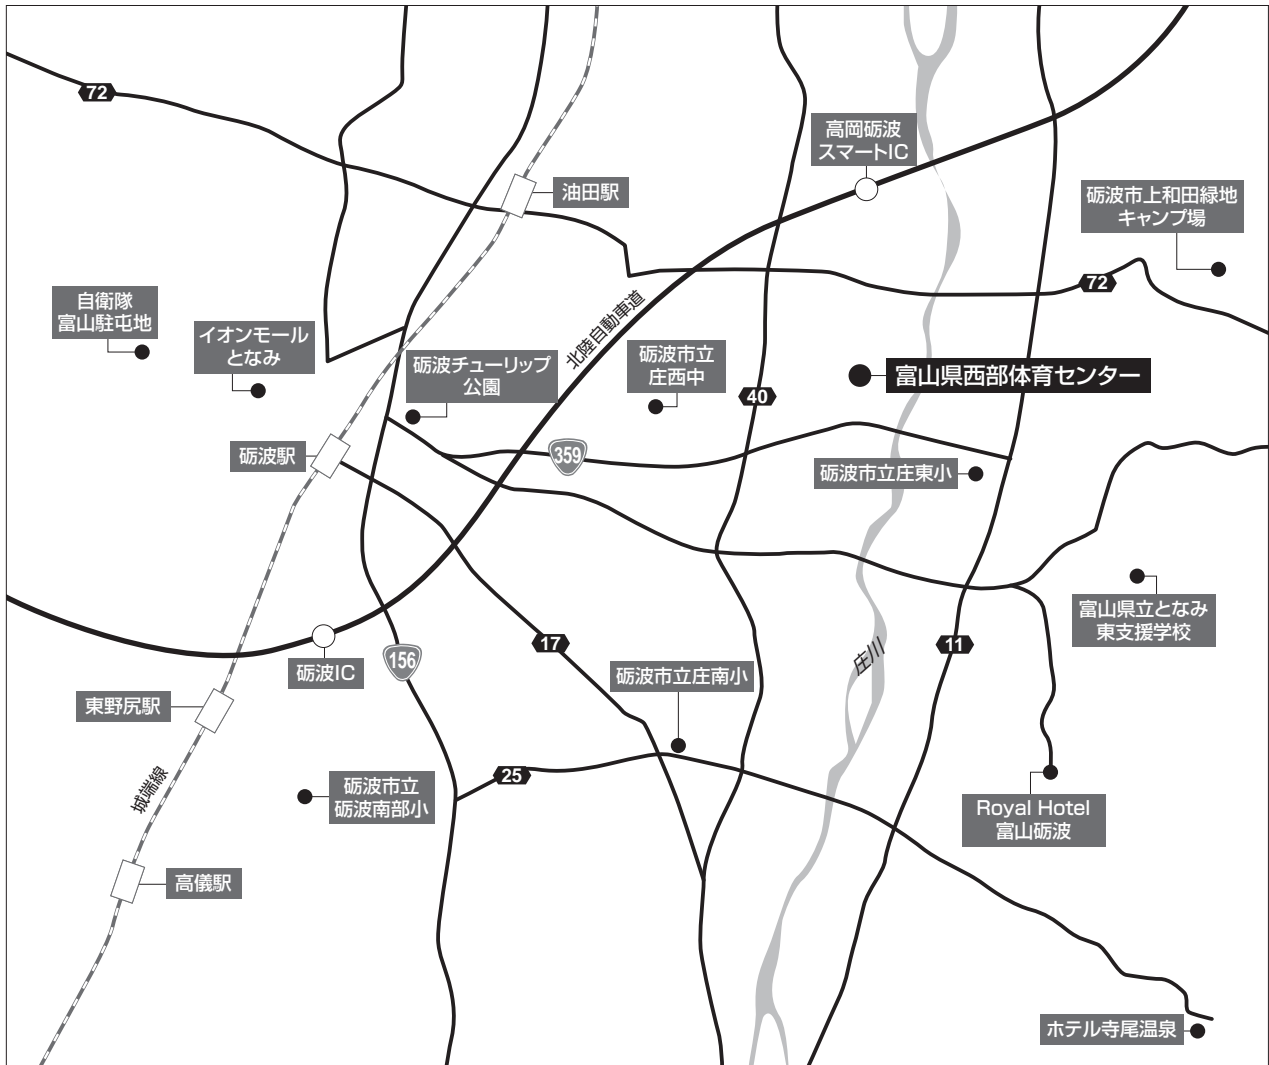 72
高岡砺波
スマートIC
油田駅
砺波市上和田緑地
キャンプ場
72
自衛隊
富山駐屯地
イオンモール
となみ
北陸自動車道
砺波チューリップ
公園
砺波市立
庄西中
富山県西部体育センター
40
砺波駅
359
砺波市立庄東小
富山県立となみ
東支援学校
17
11
156
砺波IC
砺波市立庄南小
庄川
東野尻駅
25
城端線
砺波市立
砺波南部小
Royal Hotel
富山砺波
高儀駅
ホテル寺尾温泉